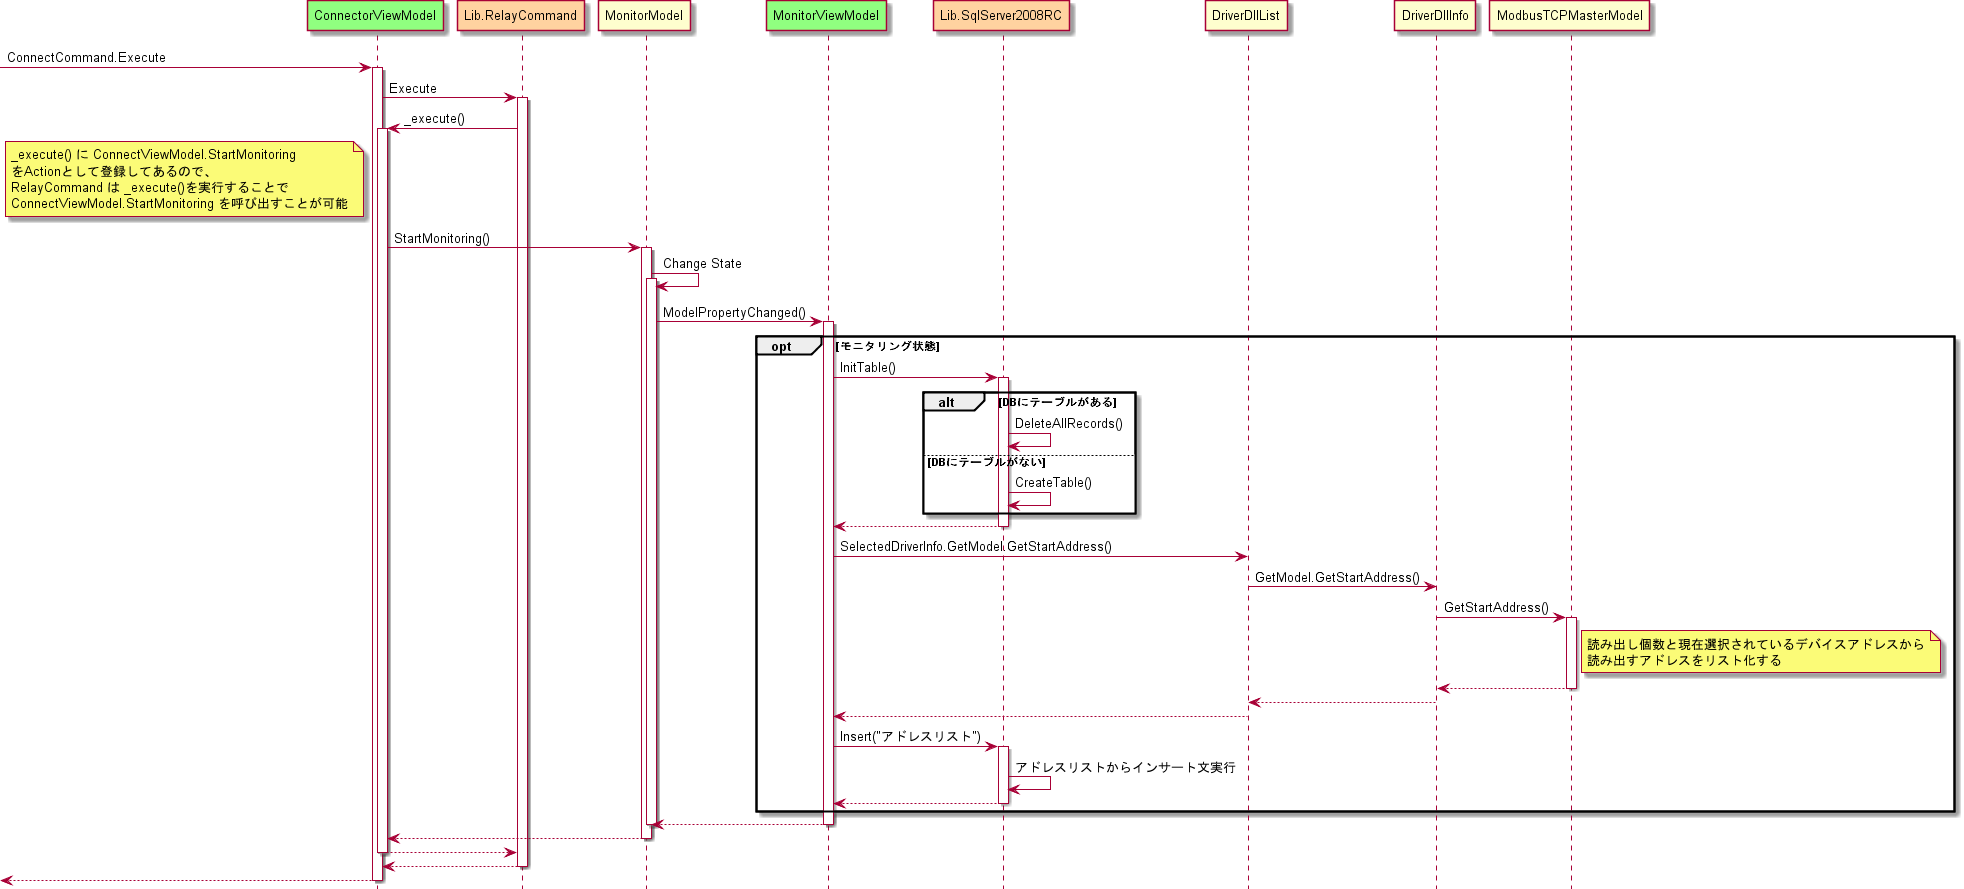 ConnectorViewModel
Lib.RelayCommand
MonitorModel
MonitorViewModel
Lib.SqlServer2008RC
DriverDllList
DriverDllInfo
ModbusTCPMasterModel
ConnectCommand.Execute
Execute
_execute()
_execute() に ConnectViewModel.StartMonitoring
をActionとして登録してあるので、
RelayCommand は _execute()を実行することで
ConnectViewModel.StartMonitoring を呼び出すことが可能
StartMonitoring()
Change State
ModelPropertyChanged()
opt [モニタリング状態]
InitTable()
alt [DBにテーブルがある]
DeleteAllRecords()
[DBにテーブルがない]
CreateTable()
SelectedDriverInfo.GetModel.GetStartAddress()
GetModel.GetStartAddress()
GetStartAddress()
読み出し個数と現在選択されているデバイスアドレスから
読み出すアドレスをリスト化する
Insert("アドレスリスト")
アドレスリストからインサート文実行